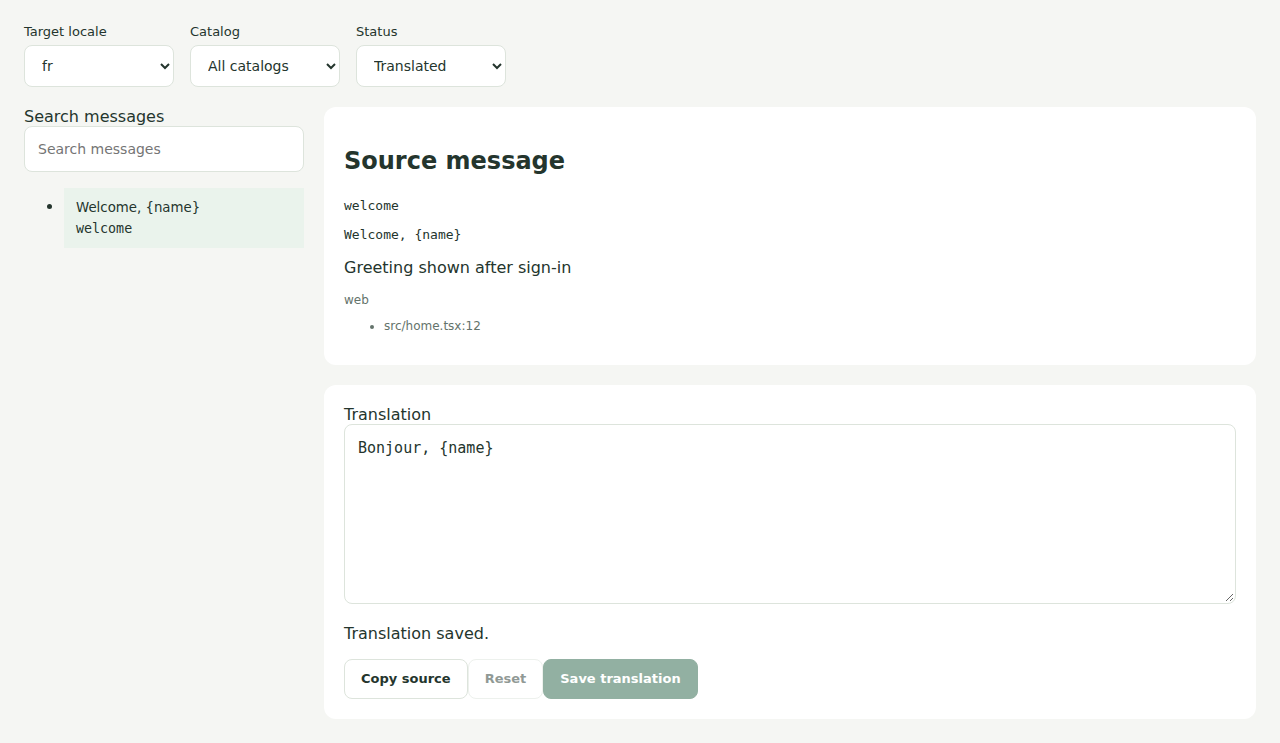 Target locale
Catalog
Status
fr
All catalogs
Translated
Search messages
Search messages
Welcome, {name}
welcome
Source message
welcome
Welcome, {name}
Greeting shown after sign-in
web
src/home.tsx:12
Translation
Bonjour, {name}
Translation saved.
Copy source
Reset
Save translation